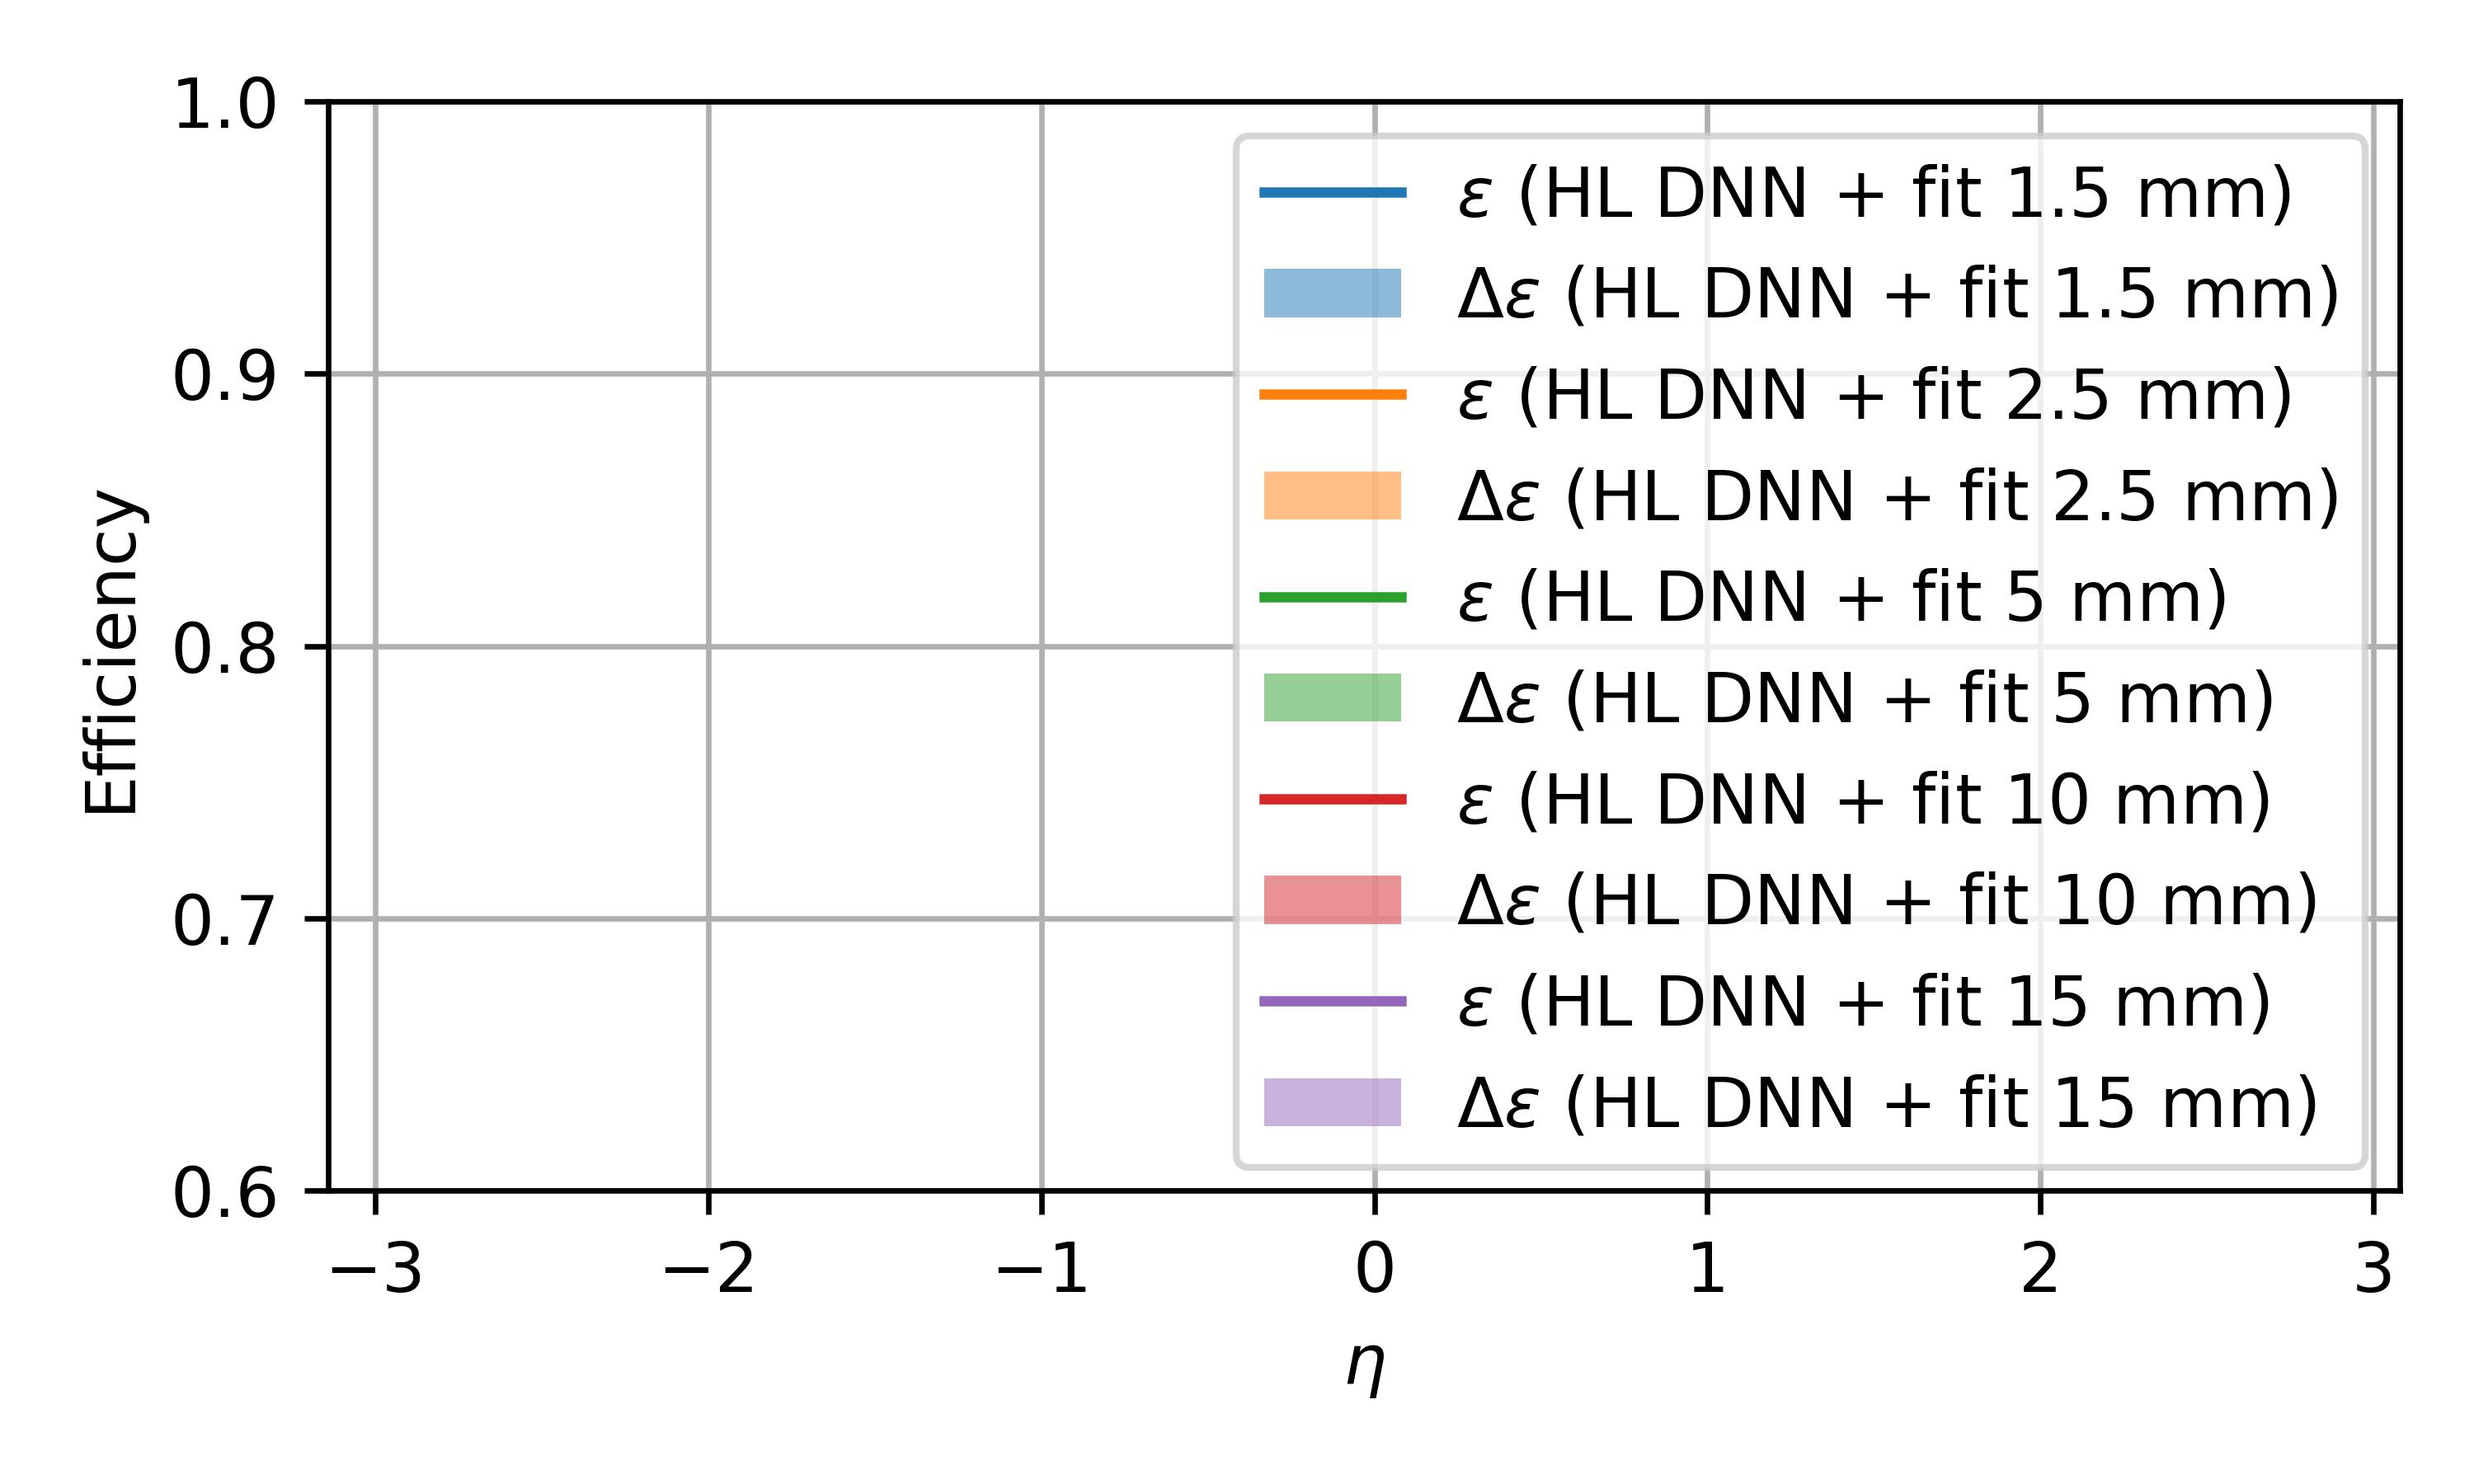 1.0
0.9
0.8
0.7
0.6
Efficiency
ε (HL DNN + fit 1.5 mm)
Δε (HL DNN + fit 1.5 mm)
ε (HL DNN + fit 2.5 mm)
Δε (HL DNN + fit 2.5 mm)
ε (HL DNN + fit 5 mm)
Δε (HL DNN + fit 5 mm)
ε (HL DNN + fit 10 mm)
Δε (HL DNN + fit 10 mm)
ε (HL DNN + fit 15 mm)
Δε (HL DNN + fit 15 mm)
−3 −2 −1 0 1 2 3
η